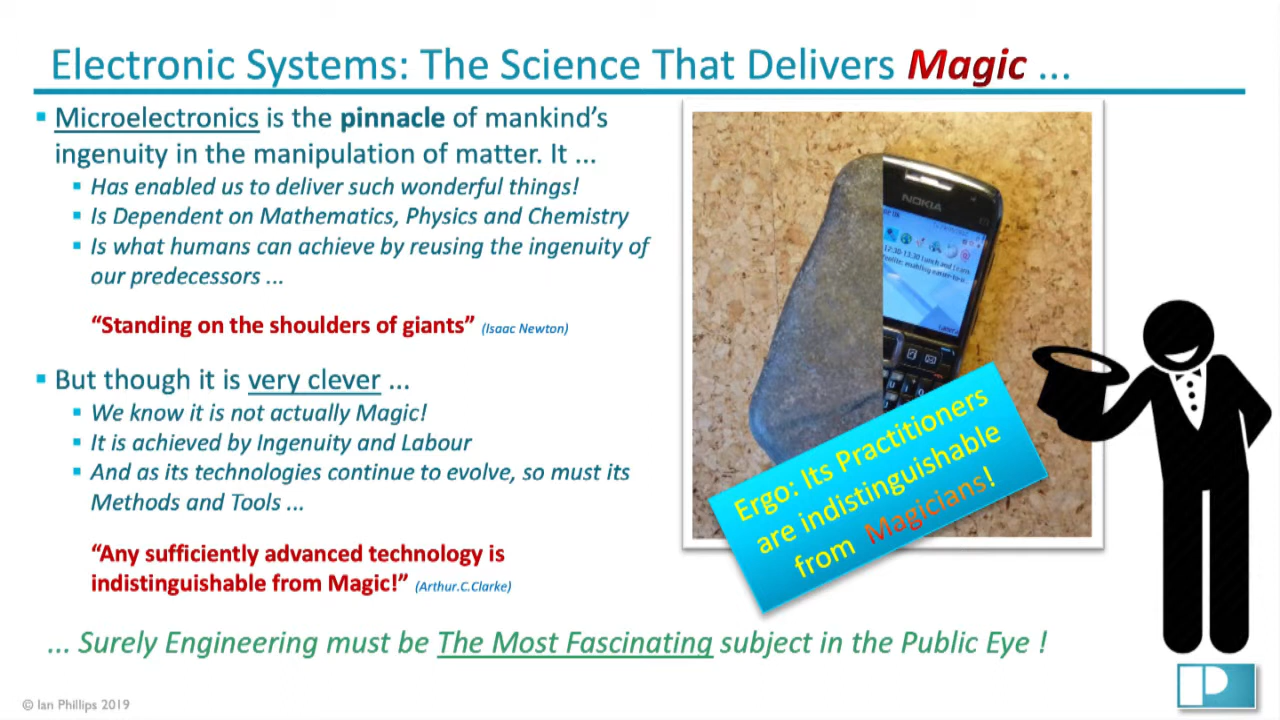 Electronic Systems: The Science That Delivers Magic ...
▪ Microelectronics is the pinnacle of mankind's
ingenuity in the manipulation of matter. It ...
▪ Has enabled us to deliver such wonderful things!
▪ Is Dependent on Mathematics, Physics and Chemistry
▪ Is what humans can achieve by reusing the ingenuity of
our predecessors ...
“Standing on the shoulders of giants” (Isaac Newton)
▪ But though it is very clever ...
▪ We know it is not actually Magic!
▪ It is achieved by Ingenuity and Labour
▪ And as its technologies continue to evolve, so must its
Methods and Tools ...
“Any sufficiently advanced technology is
indistinguishable from Magic!” (Arthur.C.Clarke)
NOKIA
Ergo: Its Practitioners
are indistinguishable
from Magicians!
... Surely Engineering must be The Most Fascinating subject in the Public Eye !
© Ian Phillips 2019
P